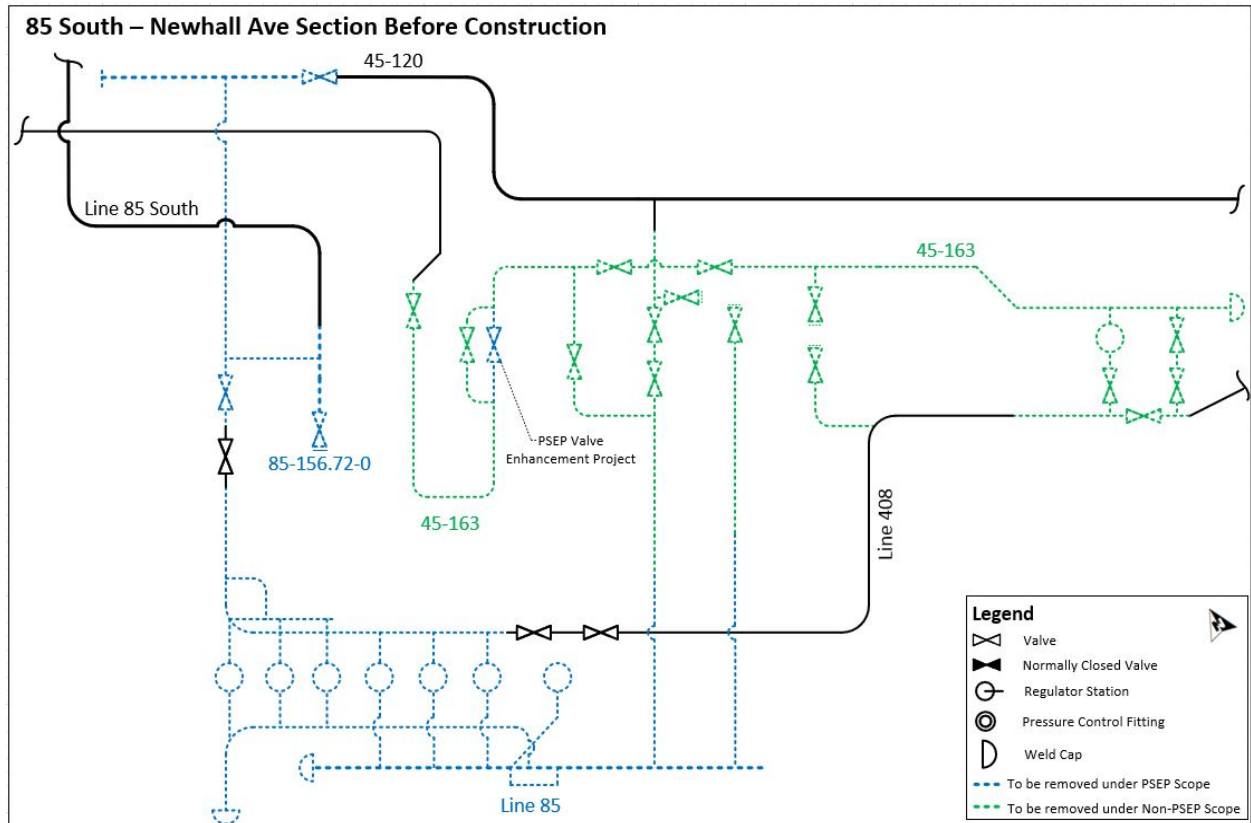 85 South – Newhall Ave Section Before Construction
45-120
Line 85 South
45-163
PSEP Valve
Enhancement Project
85-156.72-0
45-163
Line 408
Line 85
Legend
Valve
Normally Closed Valve
Regulator Station
Pressure Control Fitting
Weld Cap
To be removed under PSEP Scope
To be removed under Non-PSEP Scope